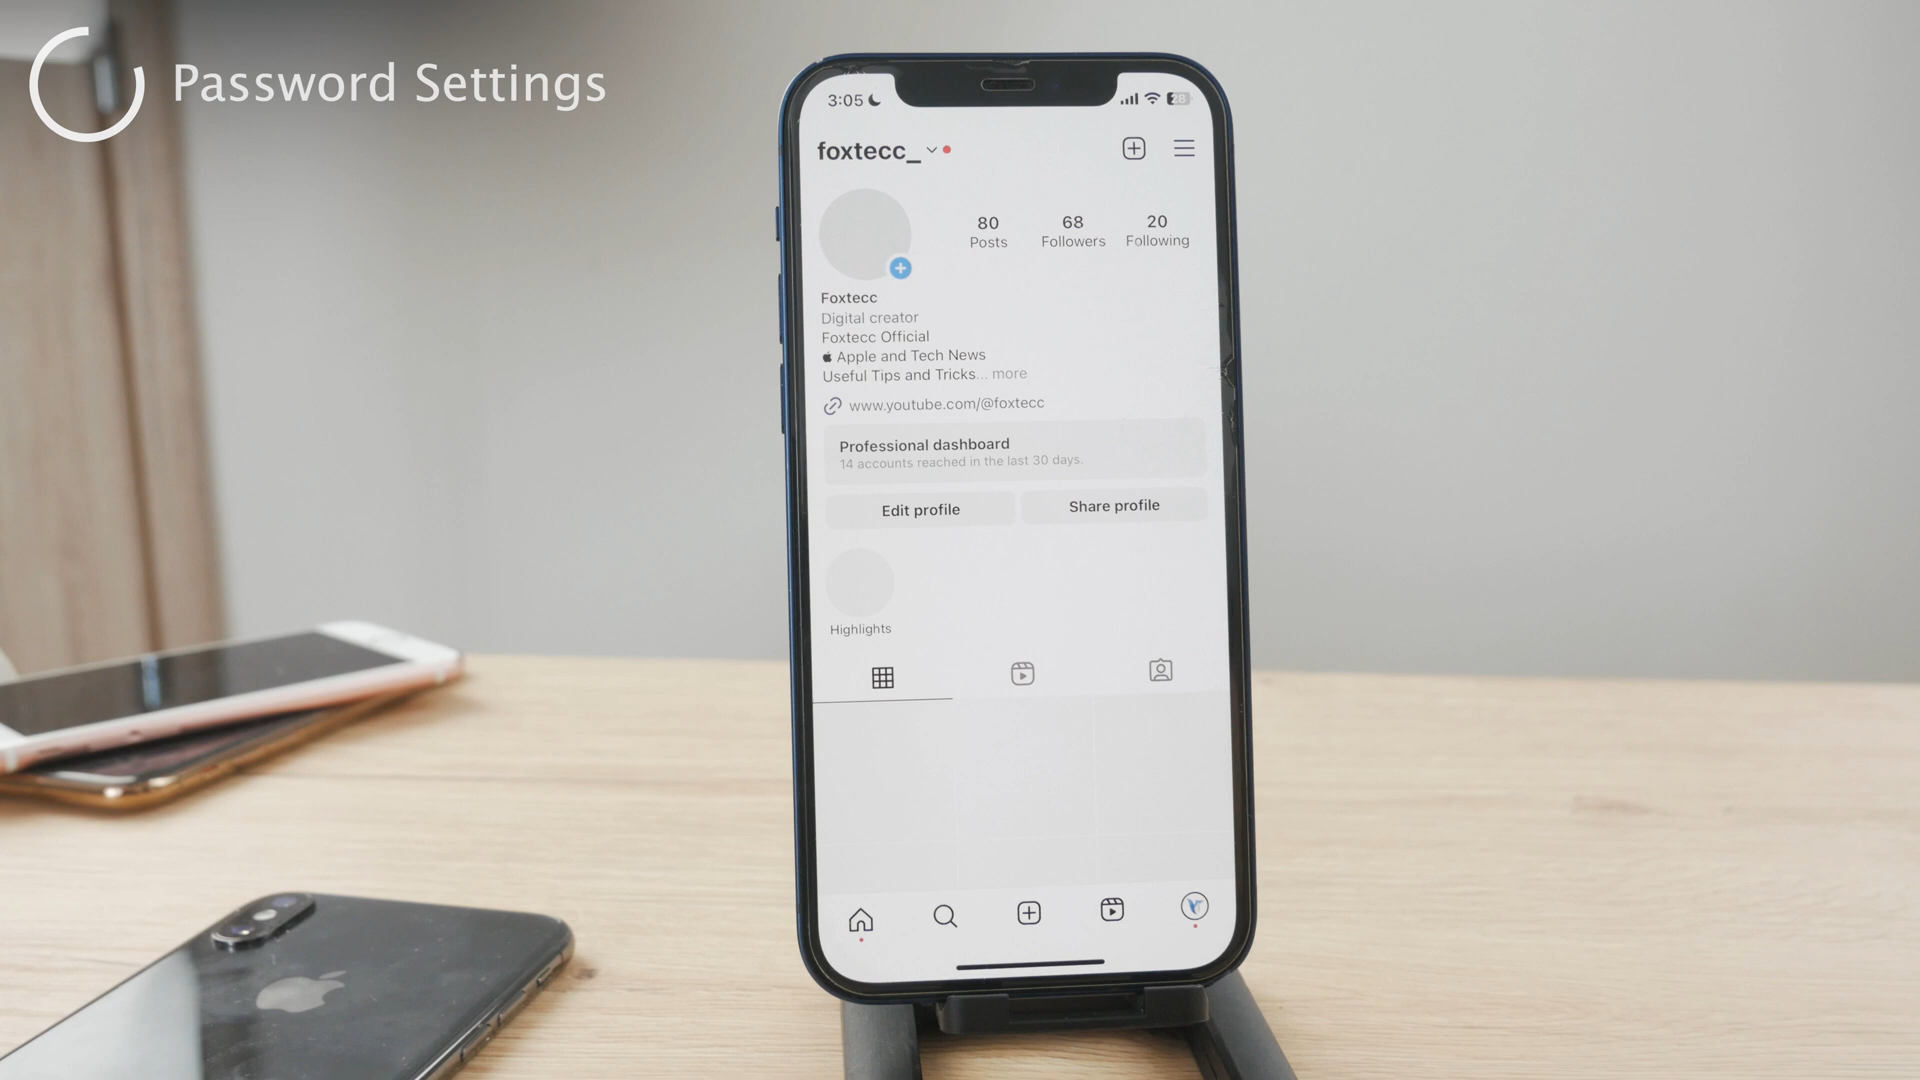 Password Settings
3:05
28
foxtecc_
80
Posts
68
Followers
20
Following
Foxtecc
Digital creator
Foxtecc Official
Apple and Tech News
Useful Tips and Tricks... more
www.youtube.com/@foxtecc
Professional dashboard
14 accounts reached in the last 30 days.
Edit profile
Share profile
Highlights